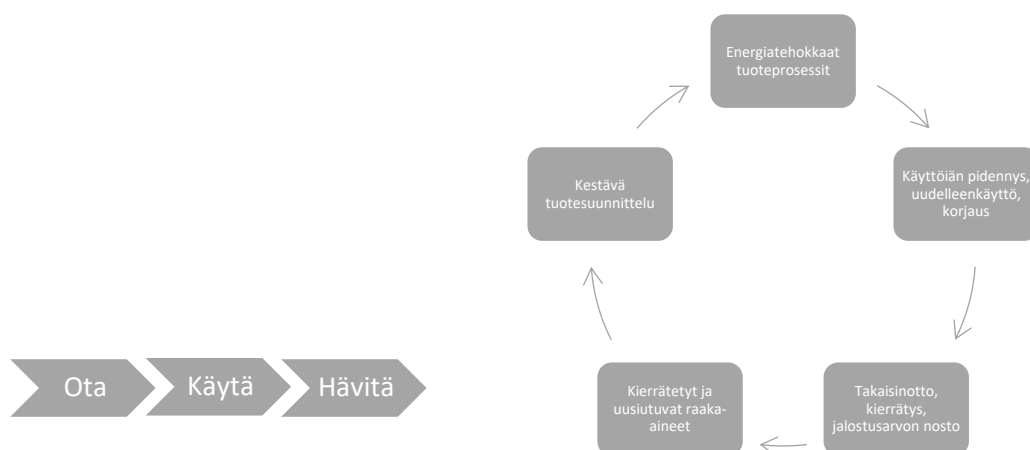 Energiatehokkaat
tuoteprosessit
Kestävä
tuotesuunnittelu
Käyttöiän pidennys,
uudelleenkäyttö,
korjaus
Ota
Käytä
Hävitä
Kierrätetyt ja
uusiutuvat raaka-
aineet
Takaisinotto,
kierrätys,
jalostusarvon nosto